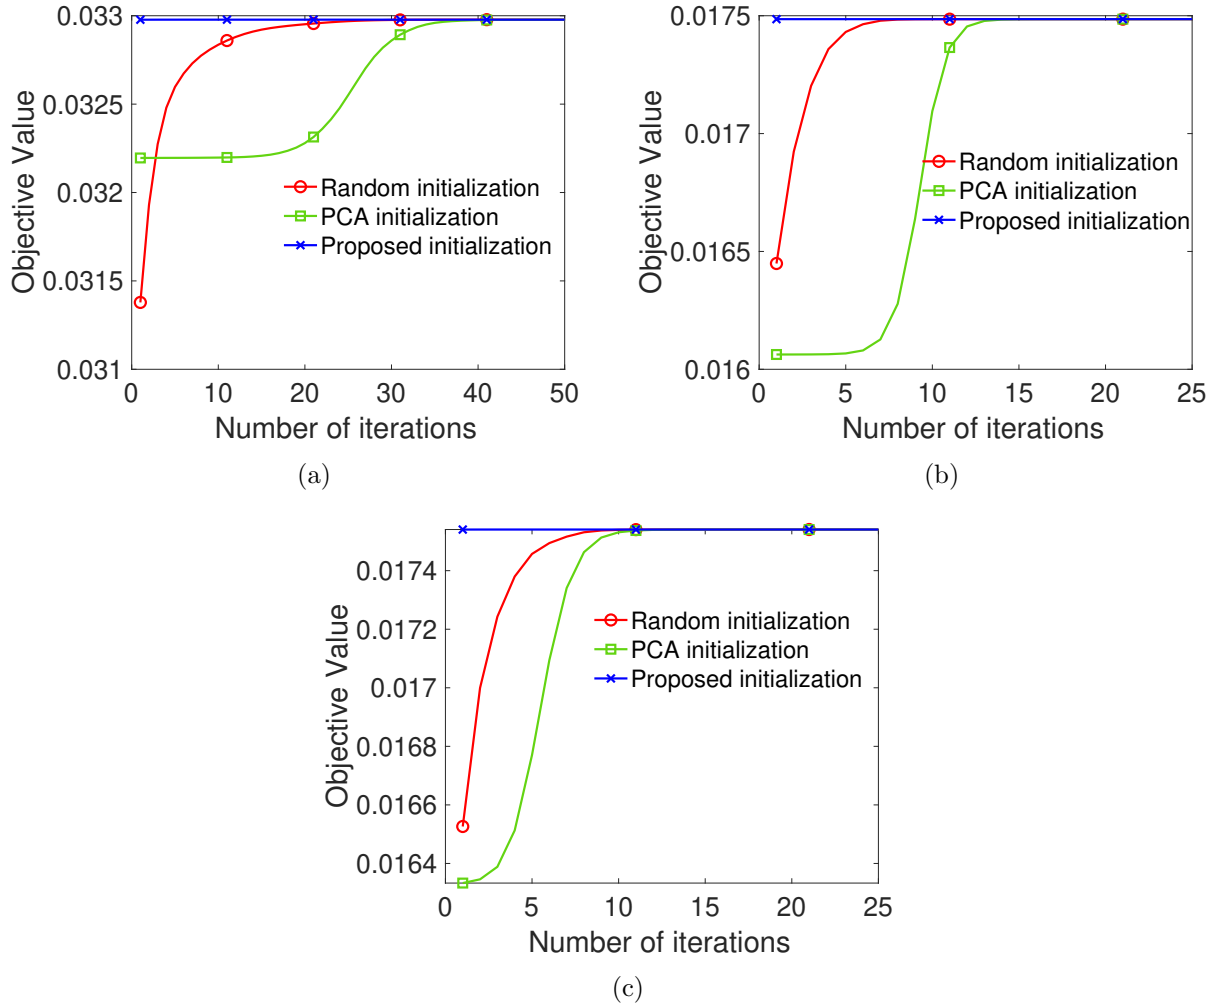 0.033
0.0325
0.032
0.0315
0.031
Objective Value
Random initialization
PCA initialization
Proposed initialization
0 10 20 30 40 50
Number of iterations
(a)
0.0175
0.017
0.0165
0.016
Objective Value
Random initialization
PCA initialization
Proposed initialization
0 5 10 15 20 25
Number of iterations
(b)
0.0174
0.0172
0.017
0.0168
0.0166
0.0164
Objective Value
Random initialization
PCA initialization
Proposed initialization
0 5 10 15 20 25
Number of iterations
(c)